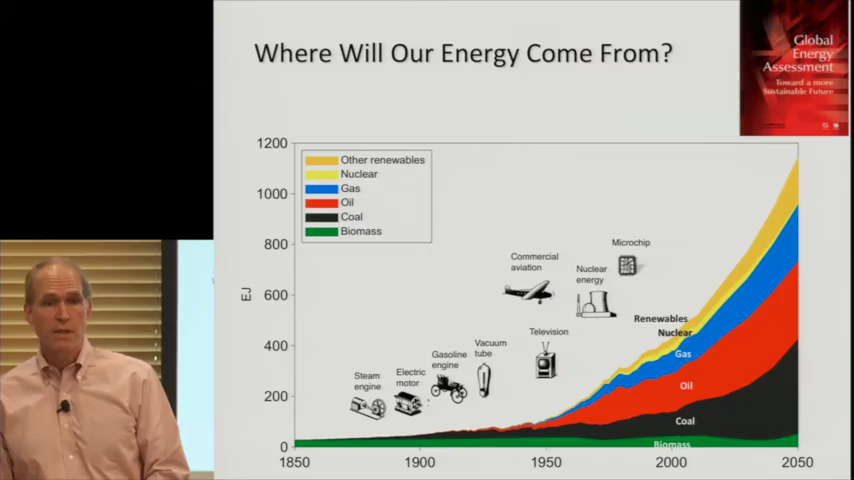 Where Will Our Energy Come From?
Global
Energy
Assessment
Toward a more
Sustainable Future
1200
1000
800
600
400
200
0
EJ
Other renewables
Nuclear
Gas
Oil
Coal
Biomass
Steam
engine
Electric
motor
Gasoline
engine
Vacuum
tube
Commercial
aviation
Television
Nuclear
energy
Microchip
Renewables
Nuclear
Gas
Oil
Coal
Biomass
1850
1900
1950
2000
2050